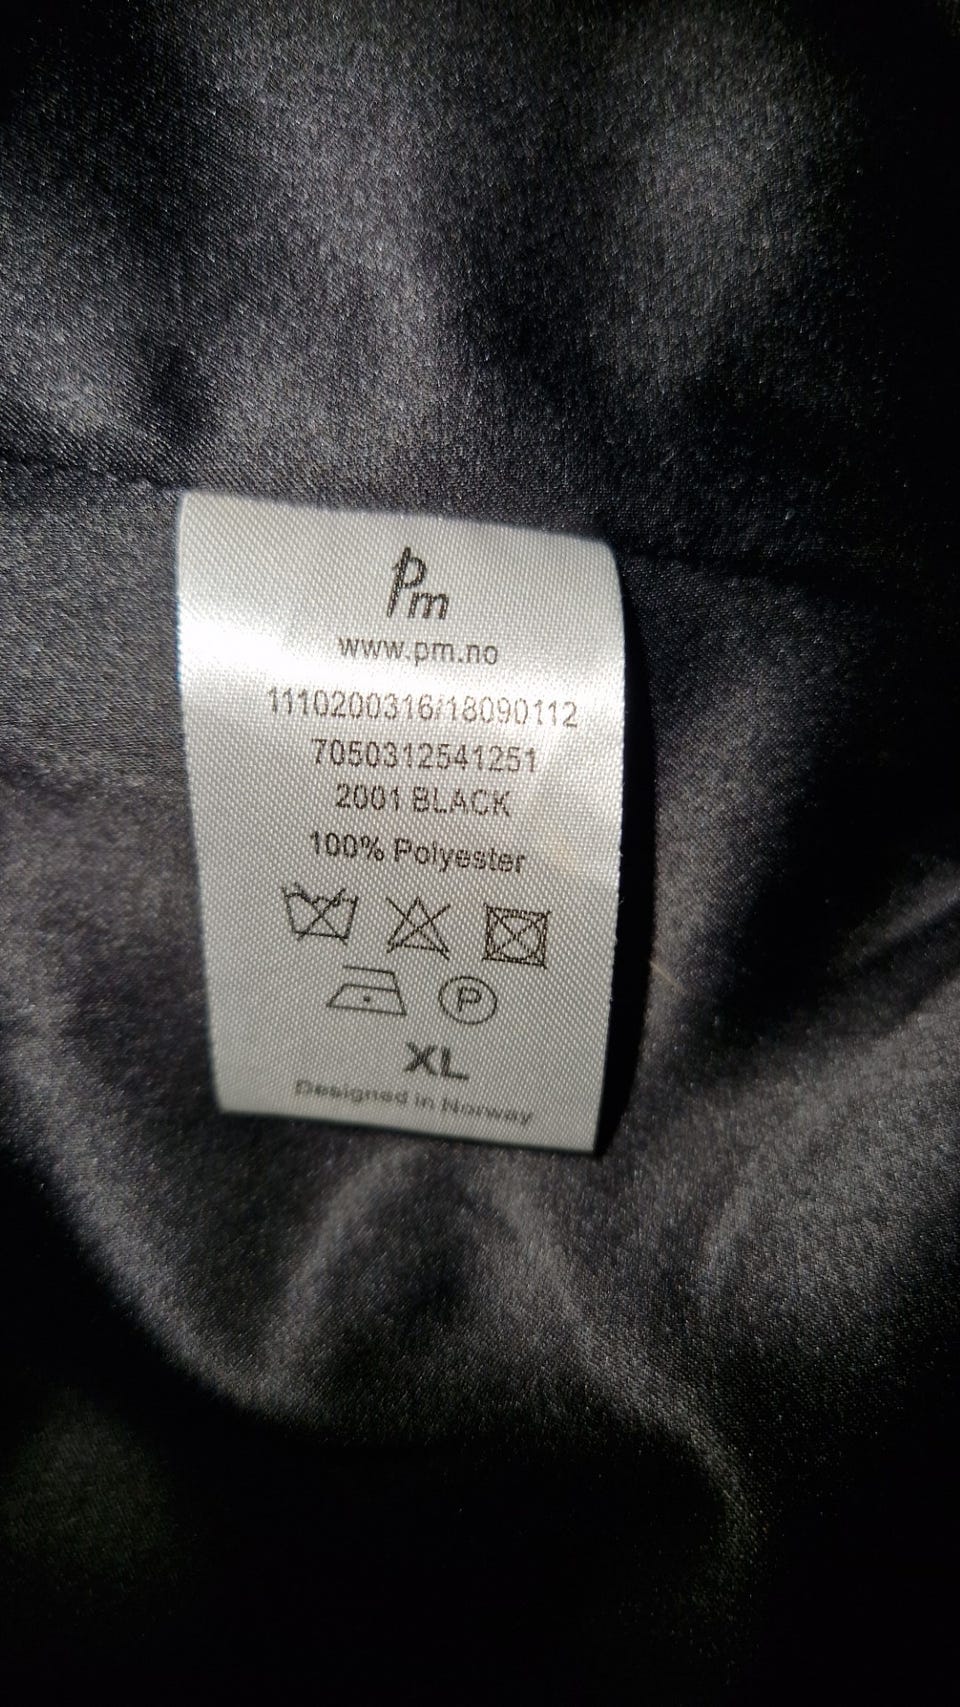 Pm
www.pm.no
1110200316/18090112
7050312541251
2001 BLACK
100% Polyester
P
XL
Designed in Norway